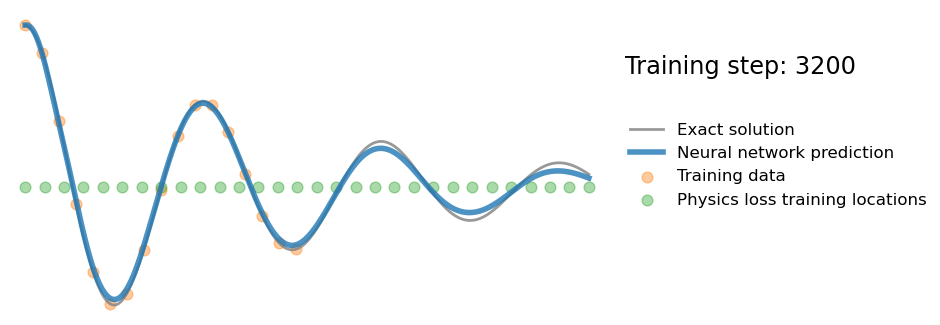 Training step: 3200
Exact solution
Neural network prediction
Training data
Physics loss training locations